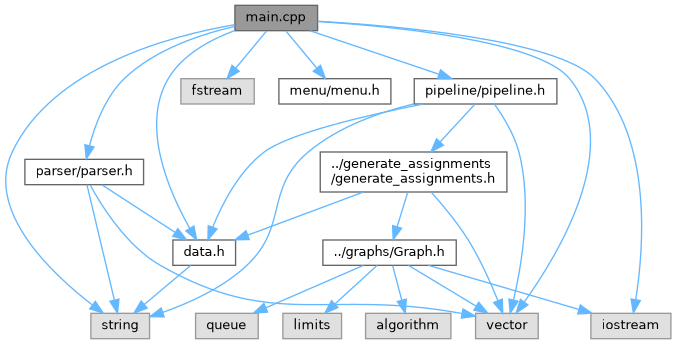 main.cpp
fstream
menu/menu.h
pipeline/pipeline.h
parser/parser.h
../generate_assignments
/generate_assignments.h
data.h
../graphs/Graph.h
string
queue
limits
algorithm
vector
iostream